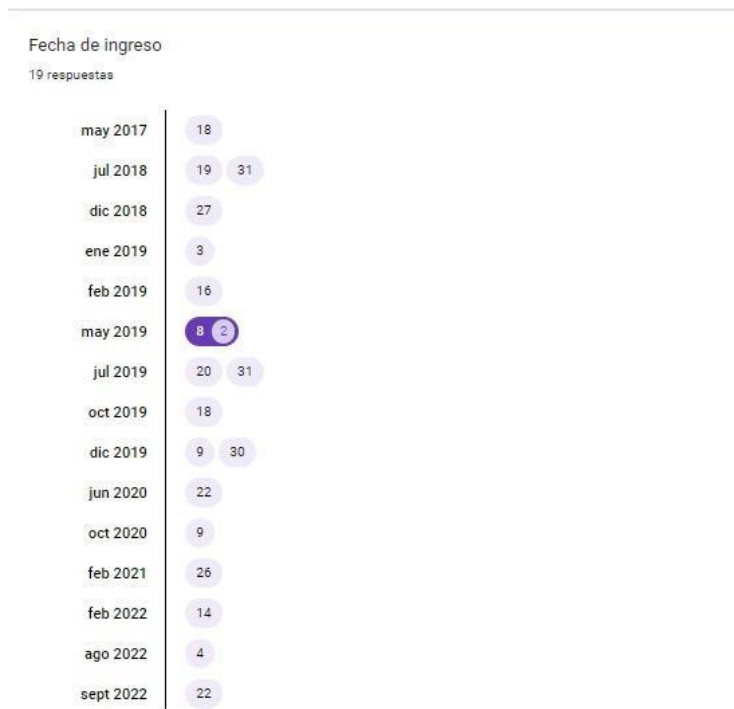 Fecha de ingreso
19 respuestas
may 2017 18
jul 2018 19 31
dic 2018 27
ene 2019 3
feb 2019 16
may 2019 8 2
jul 2019 20 31
oct 2019 18
dic 2019 9 30
jun 2020 22
oct 2020 9
feb 2021 26
feb 2022 14
ago 2022 4
sept 2022 22